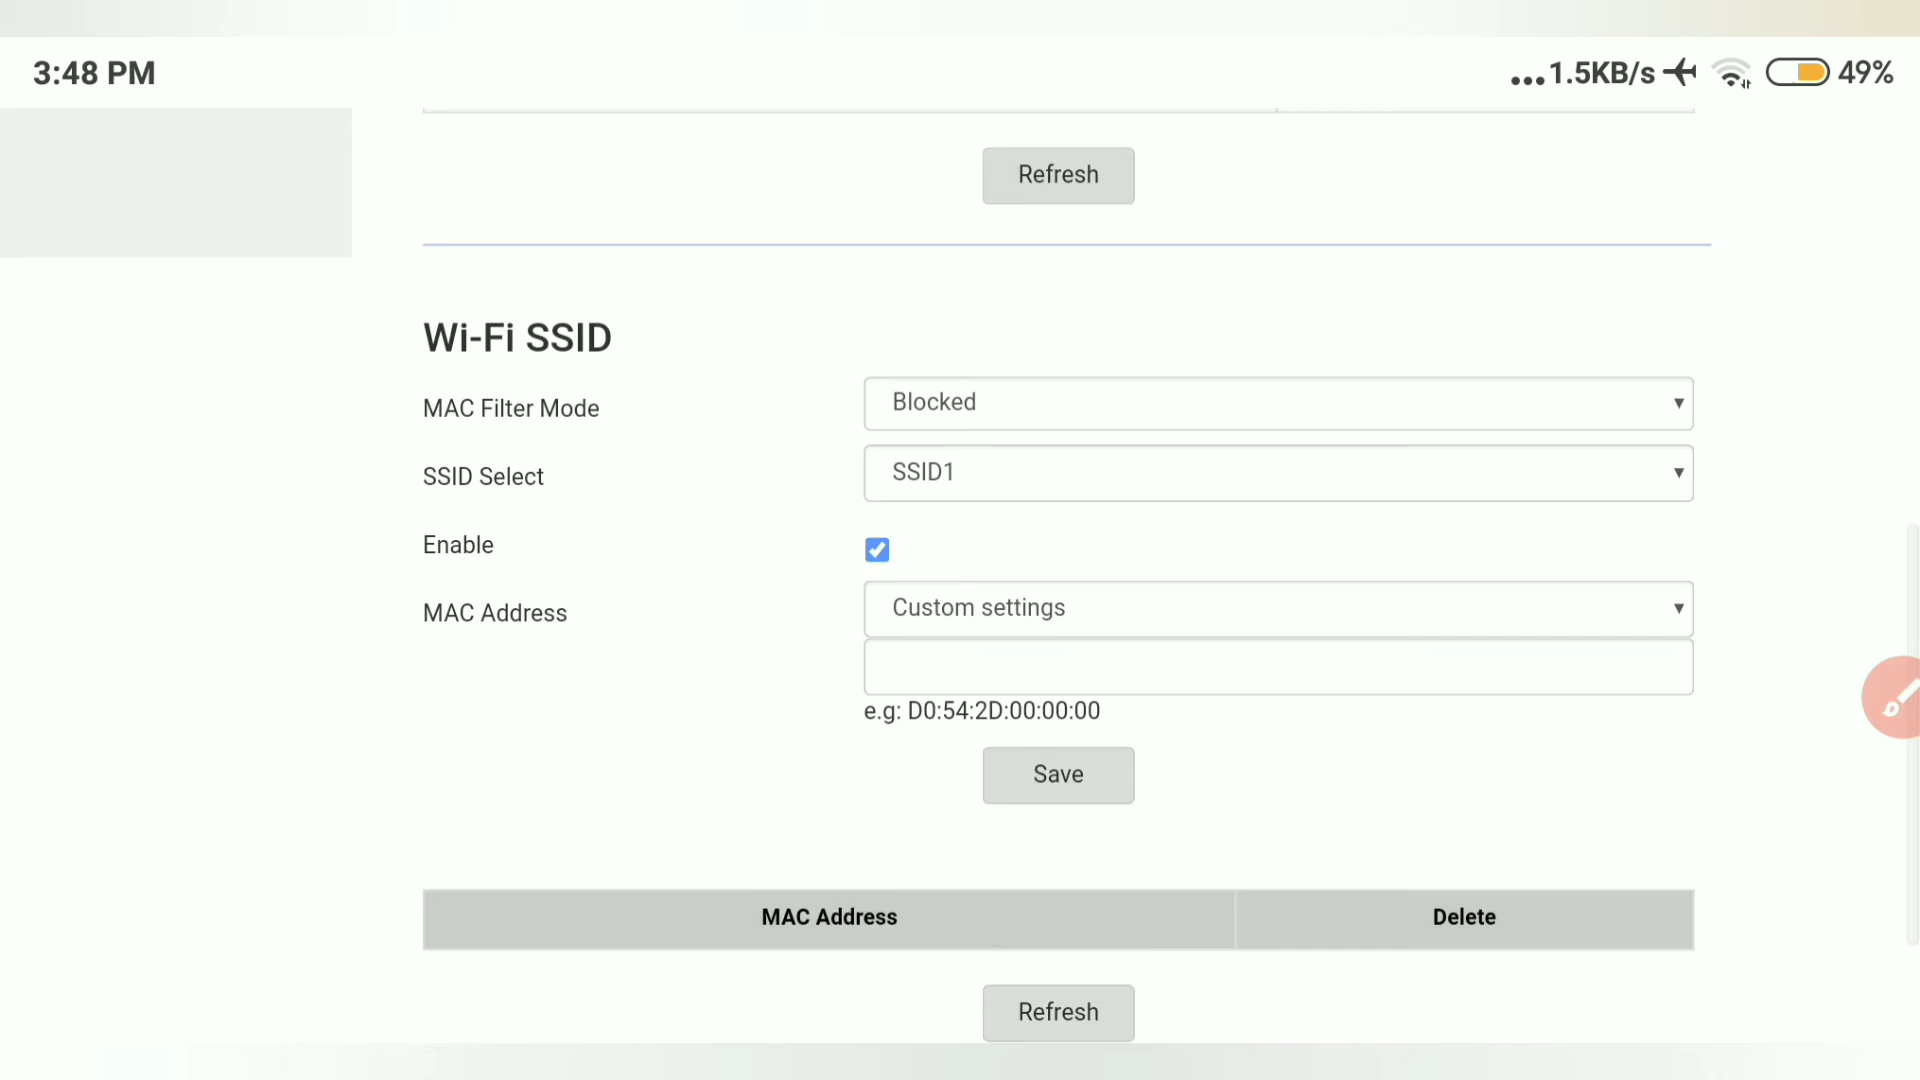 3:48 PM
...1.5KB/s 49%
Refresh
Wi-Fi SSID
MAC Filter Mode
Blocked
SSID Select
SSID1
Enable
MAC Address
Custom settings
e.g: D0:54:2D:00:00:00
Save
MAC Address Delete
Refresh